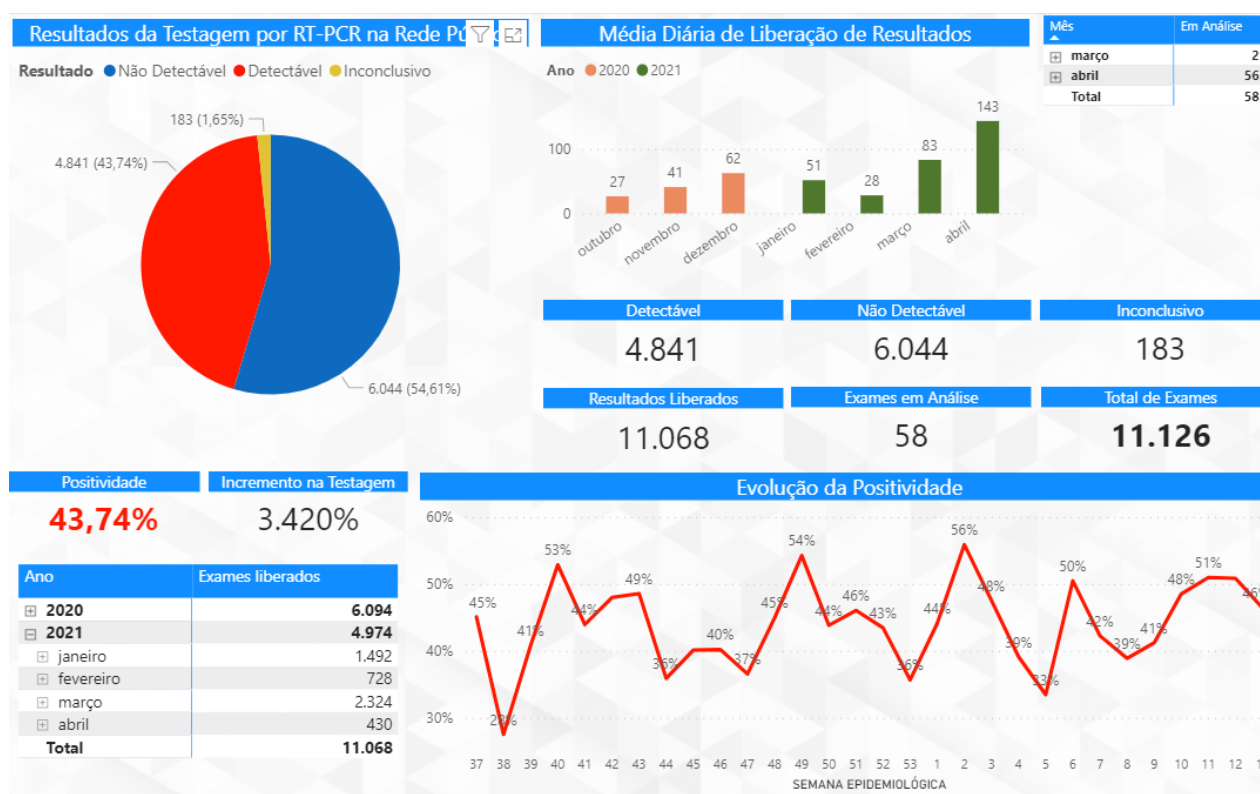 Resultados da Testagem por RT-PCR na Rede
Resultado Não Detectável Detectável Inconclusivo
183 (1,65%)
4.841 (43,74%)
6.044 (54,61%)
Média Diária de Liberação de Resultados
Ano 2020 2021
100
0
27
41
62
51
28
83
143
outubro
novembro
dezembro
janeiro
fevereiro
março
abril
Mês Em Análise
março 2
abril 56
Total 58
Detectável
4.841
Não Detectável
6.044
Inconclusivo
183
Resultados Liberados
11.068
Exames em Análise
58
Total de Exames
11.126
Positividade
43,74%
Incremento na Testagem
3.420%
Ano Exames liberados
2020 6.094
2021 4.974
janeiro 1.492
fevereiro 728
março 2.324
abril 430
Total 11.068
Evolução da Positividade
60%
50%
40%
30%
45% 41% 53% 44% 49% 36% 40% 37% 45% 54% 44% 46% 43% 36% 44% 56% 48% 39% 33% 50% 42% 39% 41% 48% 51%
37 38 39 40 41 42 43 44 45 46 47 48 49 50 51 52 53 1 2 3 4 5 6 7 8 9 10 11 12
SEMANA EPIDEMIOLÓGICA